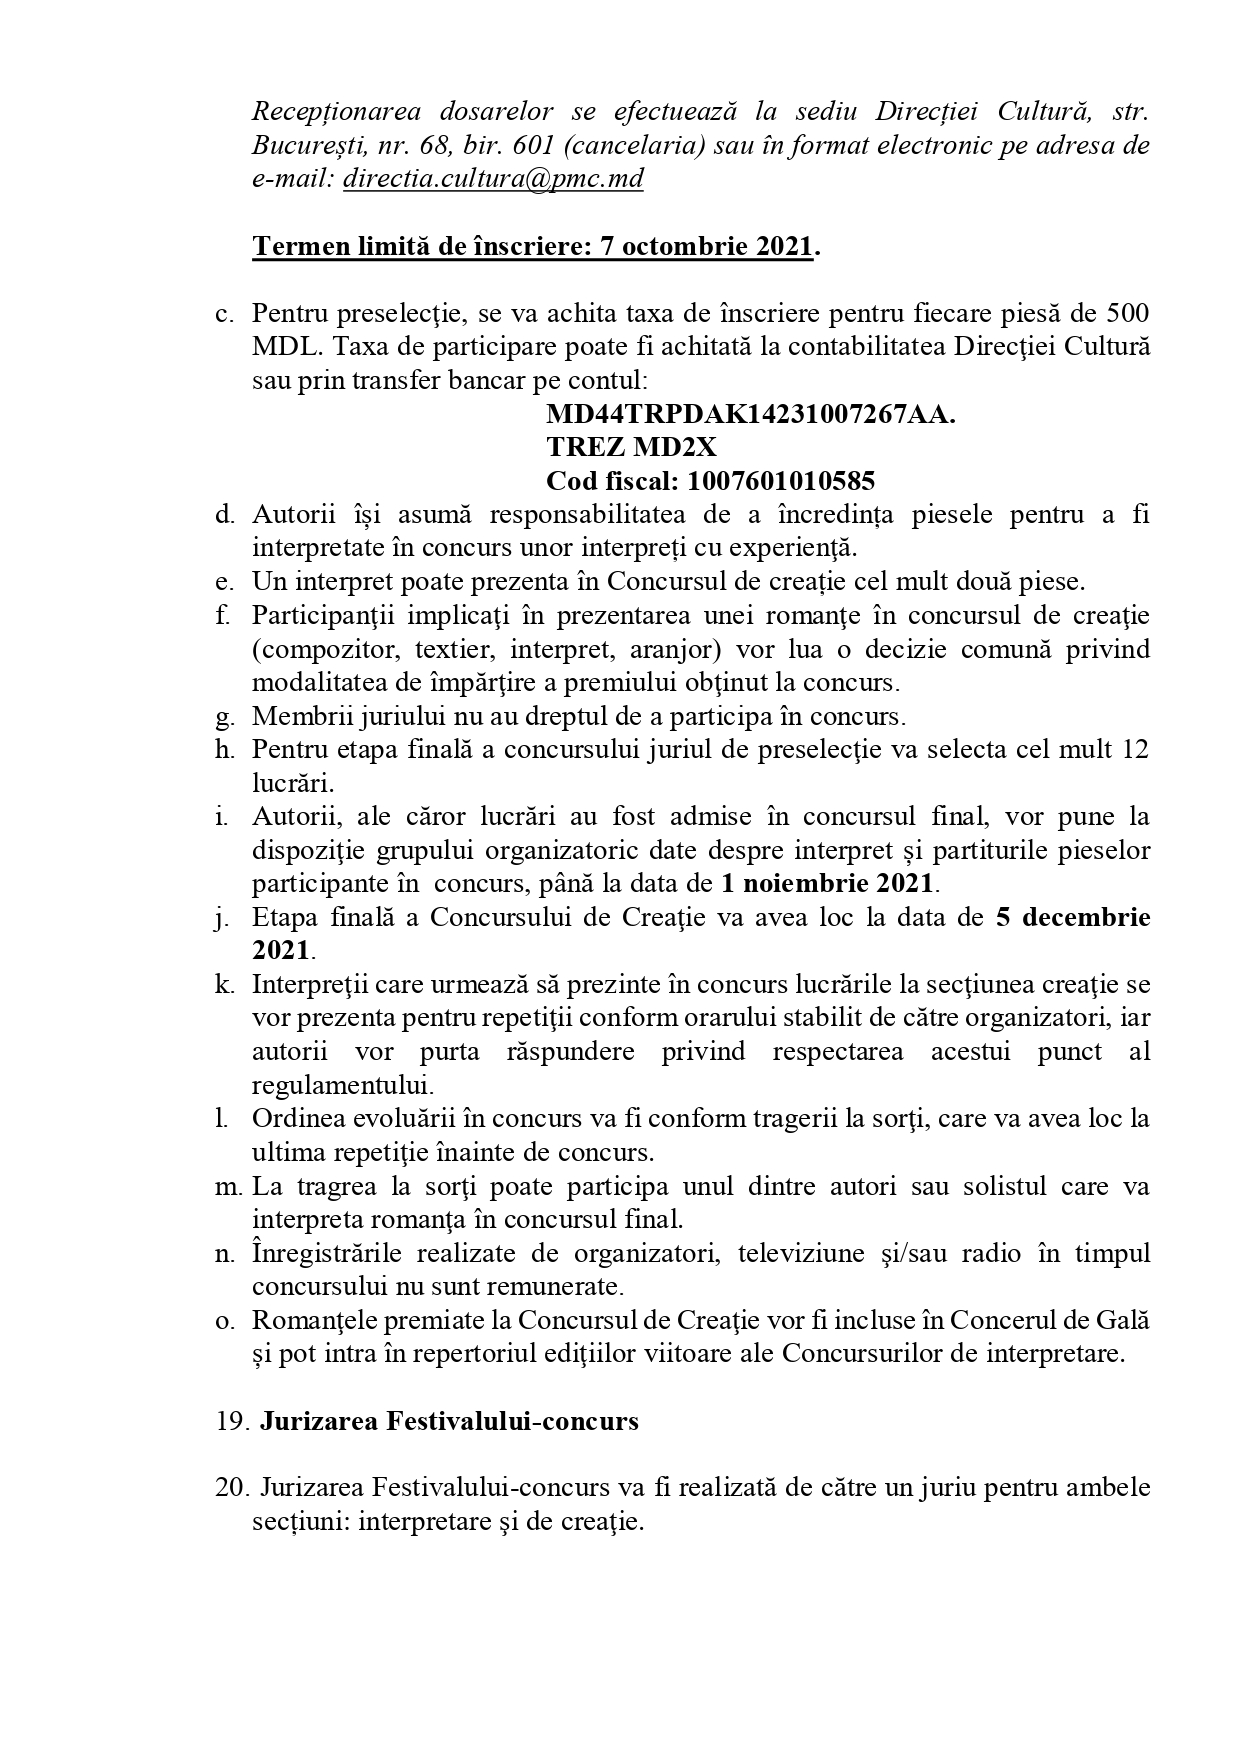 Recepționarea dosarelor se efectuează la sediu Direcției Cultură, str.
București, nr. 68, bir. 601 (cancelaria) sau în format electronic pe adresa de
e-mail: directia.cultura@pmc.md
Termen limită de înscriere: 7 octombrie 2021.
c. Pentru preselecţie, se va achita taxa de înscriere pentru fiecare piesă de 500
MDL. Taxa de participare poate fi achitată la contabilitatea Direcţiei Cultură
sau prin transfer bancar pe contul:
MD44TRPDAK14231007267AA.
TREZ MD2X
Cod fiscal: 1007601010585
d. Autorii își asumă responsabilitatea de a încredința piesele pentru a fi
interpretate în concurs unor interpreți cu experienţă.
e. Un interpret poate prezenta în Concursul de creație cel mult două piese.
f. Participanţii implicaţi în prezentarea unei romanţe în concursul de creaţie
(compozitor, textier, interpret, aranjor) vor lua o decizie comună privind
modalitatea de împărţire a premiului obţinut la concurs.
g. Membrii juriului nu au dreptul de a participa în concurs.
h. Pentru etapa finală a concursului juriul de preselecţie va selecta cel mult 12
lucrări.
i. Autorii, ale căror lucrări au fost admise în concursul final, vor pune la
dispoziţie grupului organizatoric date despre interpret și partiturile pieselor
participante în  concurs, până la data de 1 noiembrie 2021.
j. Etapa finală a Concursului de Creaţie va avea loc la data de 5 decembrie
2021.
k. Interpreţii care urmează să prezinte în concurs lucrările la secţiunea creaţie se
vor prezenta pentru repetiţii conform orarului stabilit de către organizatori, iar
autorii vor purta răspundere privind respectarea acestui punct al
regulamentului.
l. Ordinea evoluării în concurs va fi conform tragerii la sorţi, care va avea loc la
ultima repetiţie înainte de concurs.
m. La tragrea la sorţi poate participa unul dintre autori sau solistul care va
interpreta romanţa în concursul final.
n. Înregistrările realizate de organizatori, televiziune şi/sau radio în timpul
concursului nu sunt remunerate.
o. Romanţele premiate la Concursul de Creaţie vor fi incluse în Concerul de Gală
și pot intra în repertoriul ediţiilor viitoare ale Concursurilor de interpretare.
19. Jurizarea Festivalului-concurs
20. Jurizarea Festivalului-concurs va fi realizată de către un juriu pentru ambele
secțiuni: interpretare şi de creaţie.